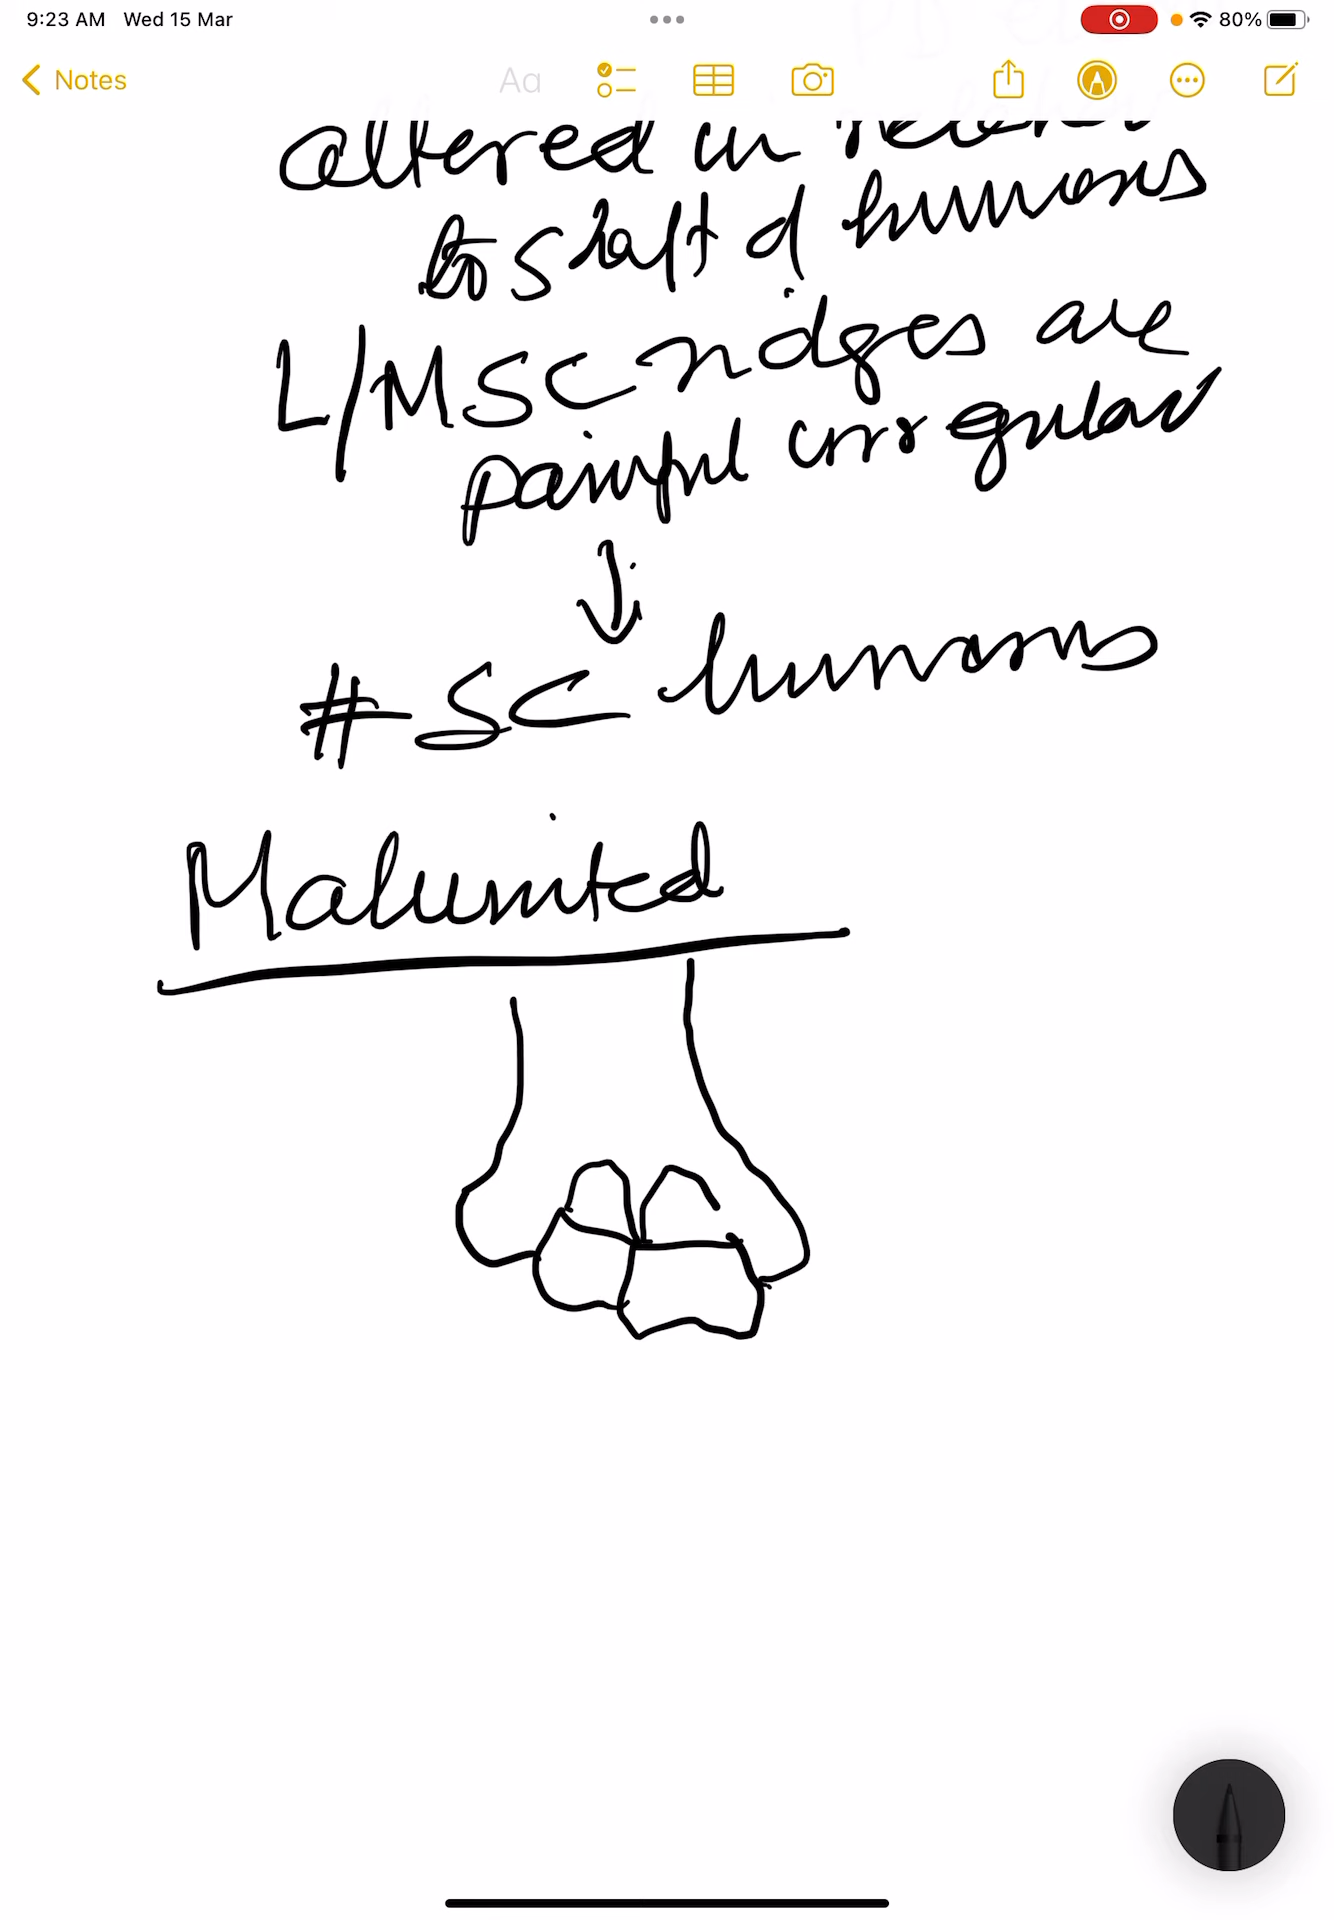 9:23 AM Wed 15 Mar
80%
Notes
Aa
altered in
to shaft of humerus
L/M SC ridges are
painful irregular
↓
# SC humerus
Malunited